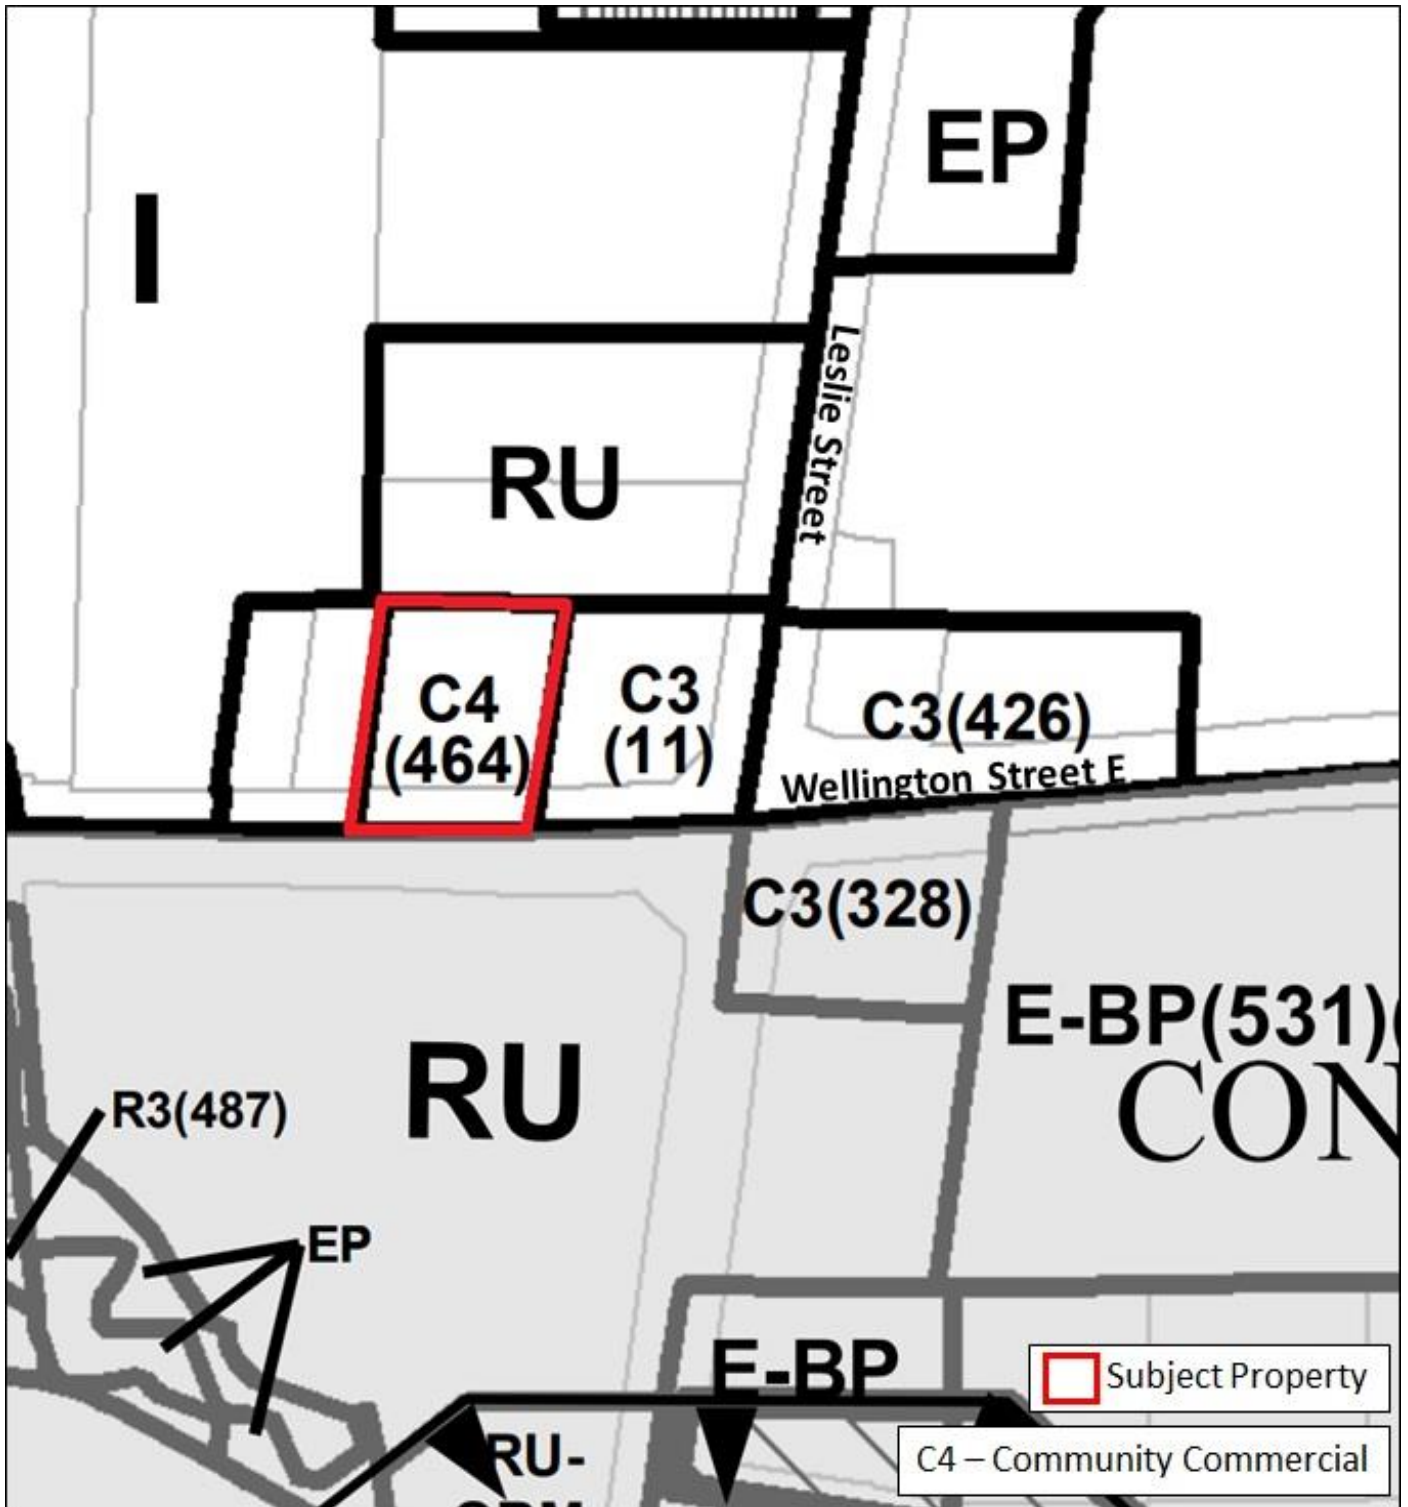 EP
I
Leslie Street
RU
C4
(464)
C3
(11)
C3(426)
Wellington Street E
C3(328)
E-BP(531)(
CON
RU
R3(487)
EP
E-BP
Subject Property
RU-
C4 – Community Commercial